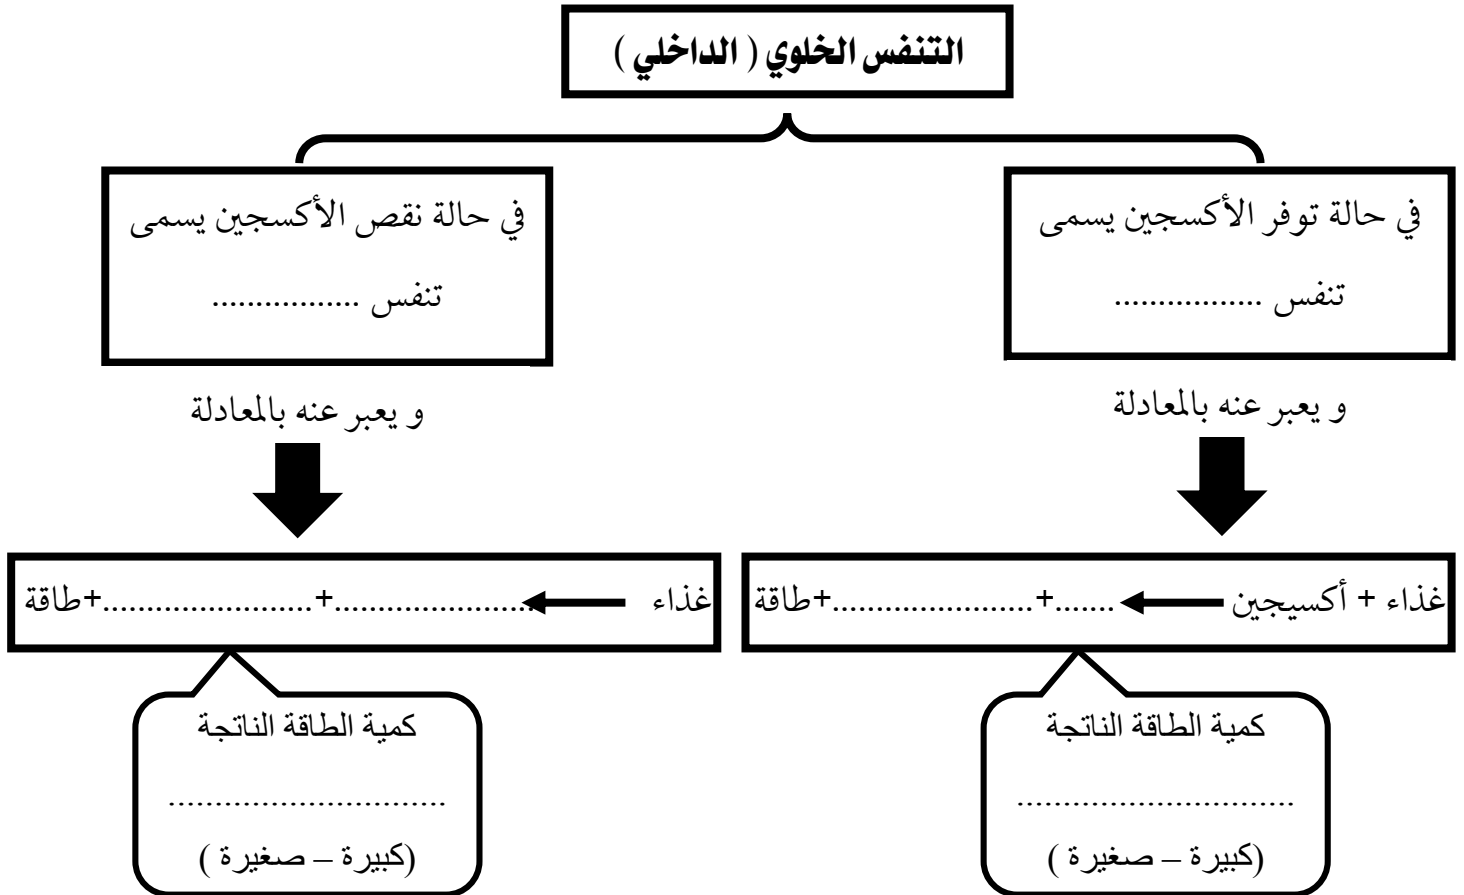 التنفس الخلوي ( الداخلي )
في حالة توفر الأكسجين يسمى
تنفس .................
في حالة نقص الأكسجين يسمى
تنفس .................
و يعبر عنه بالمعادلة
و يعبر عنه بالمعادلة
غذاء + أكسيجين .......+.......................+طاقة
غذاء .......................+........................+طاقة
كمية الطاقة الناتجة
..............................
(كبيرة – صغيرة )
كمية الطاقة الناتجة
..............................
(كبيرة – صغيرة )